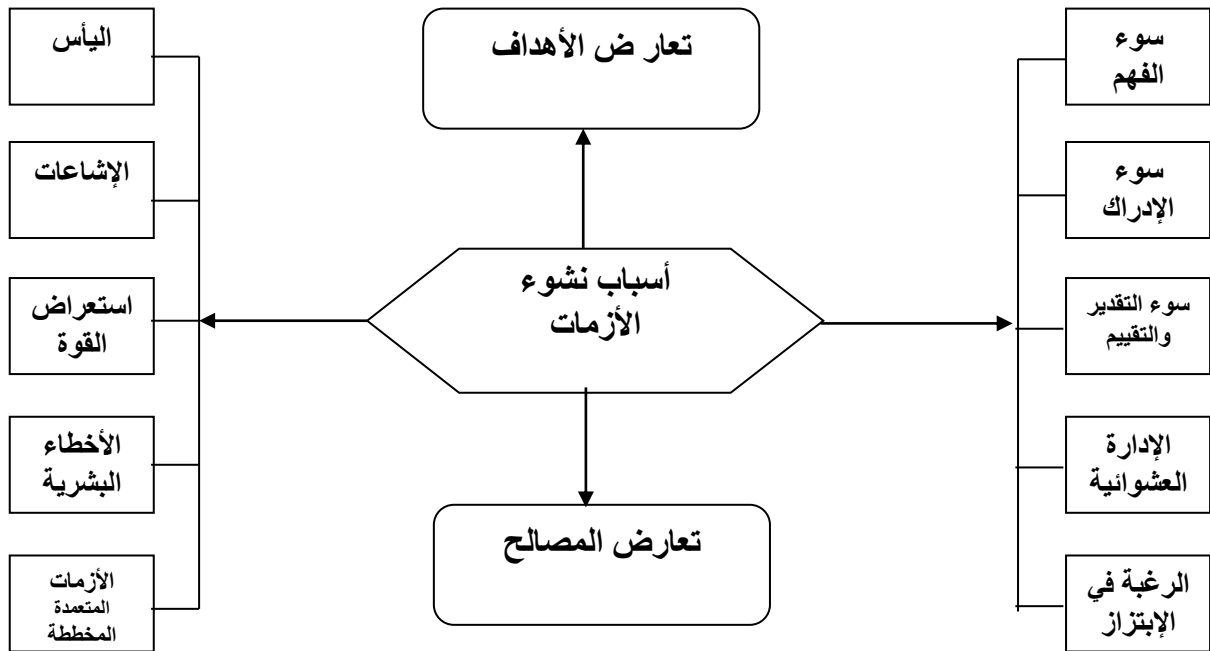 سوء
الفهم
سوء
الإدراك
سوء التقدير
والتقييم
الإدارة
العشوائية
الرغبة في
الإبتزاز
تعار ض الأهداف
أسباب نشوء
الأزمات
تعارض المصالح
اليأس
الإشاعات
استعراض
القوة
الأخطاء
البشرية
الأزمات
المتعمدة
المخططة